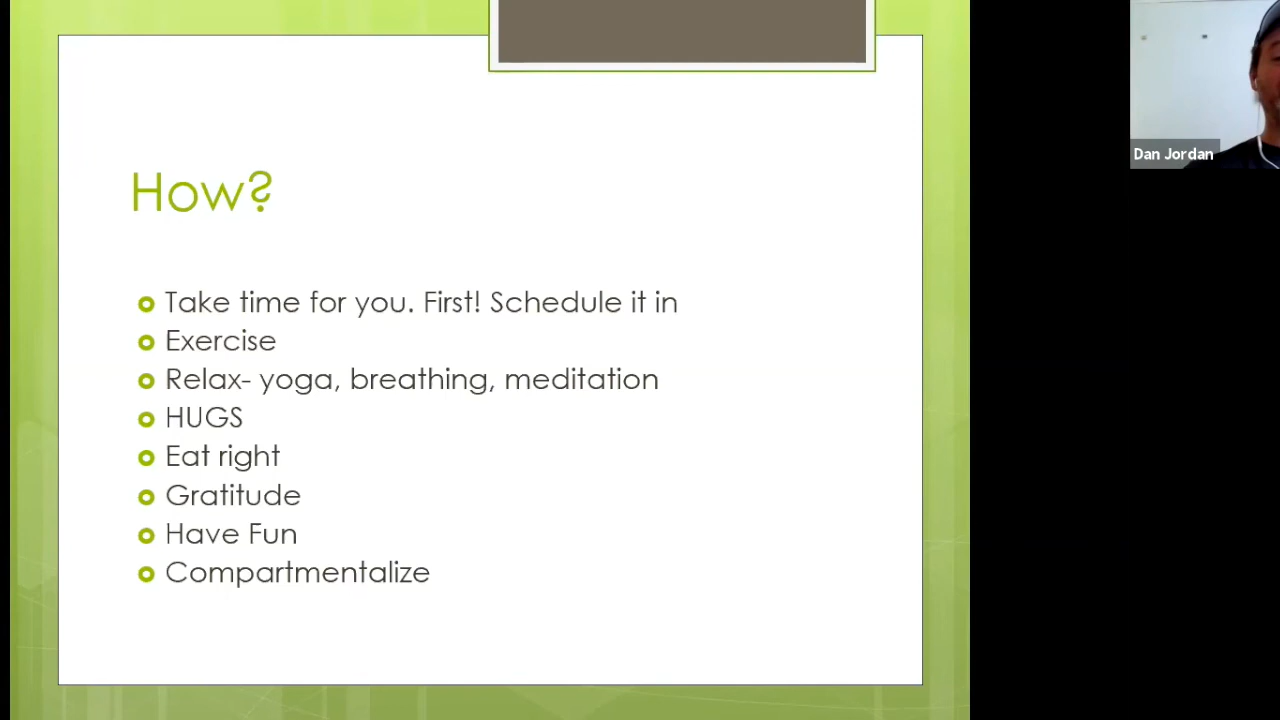 How?
Take time for you. First! Schedule it in
Exercise
Relax- yoga, breathing, meditation
HUGS
Eat right
Gratitude
Have Fun
Compartmentalize
Dan Jordan